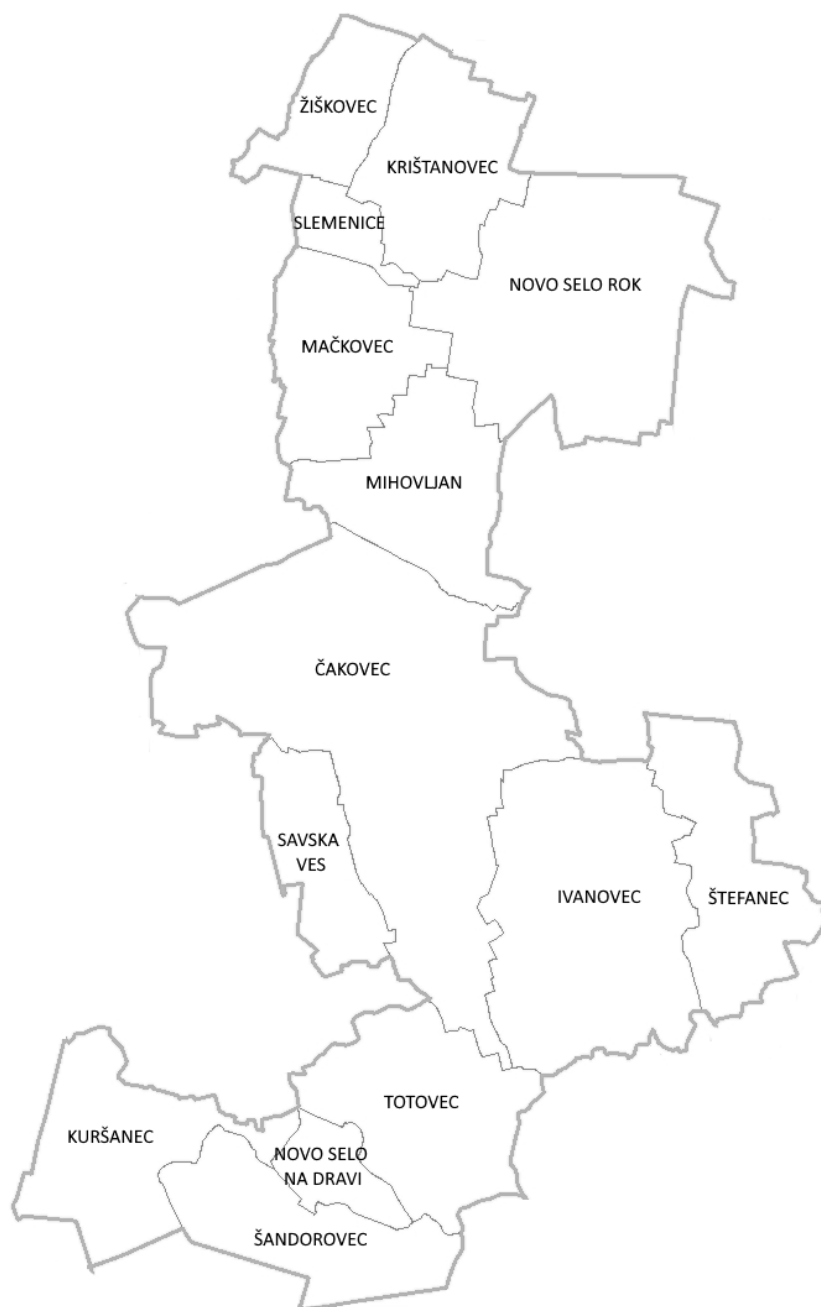 ŽIŠKOVEC
KRIŠTANOVEC
SLEMENICE
NOVO SELO ROK
MAČKOVEC
MIHOVLJAN
ČAKOVEC
SAVSKA
VES
IVANOVEC
ŠTEFANEC
TOTOVEC
KURŠANEC
NOVO SELO
NA DRAVI
ŠANDOROVEC